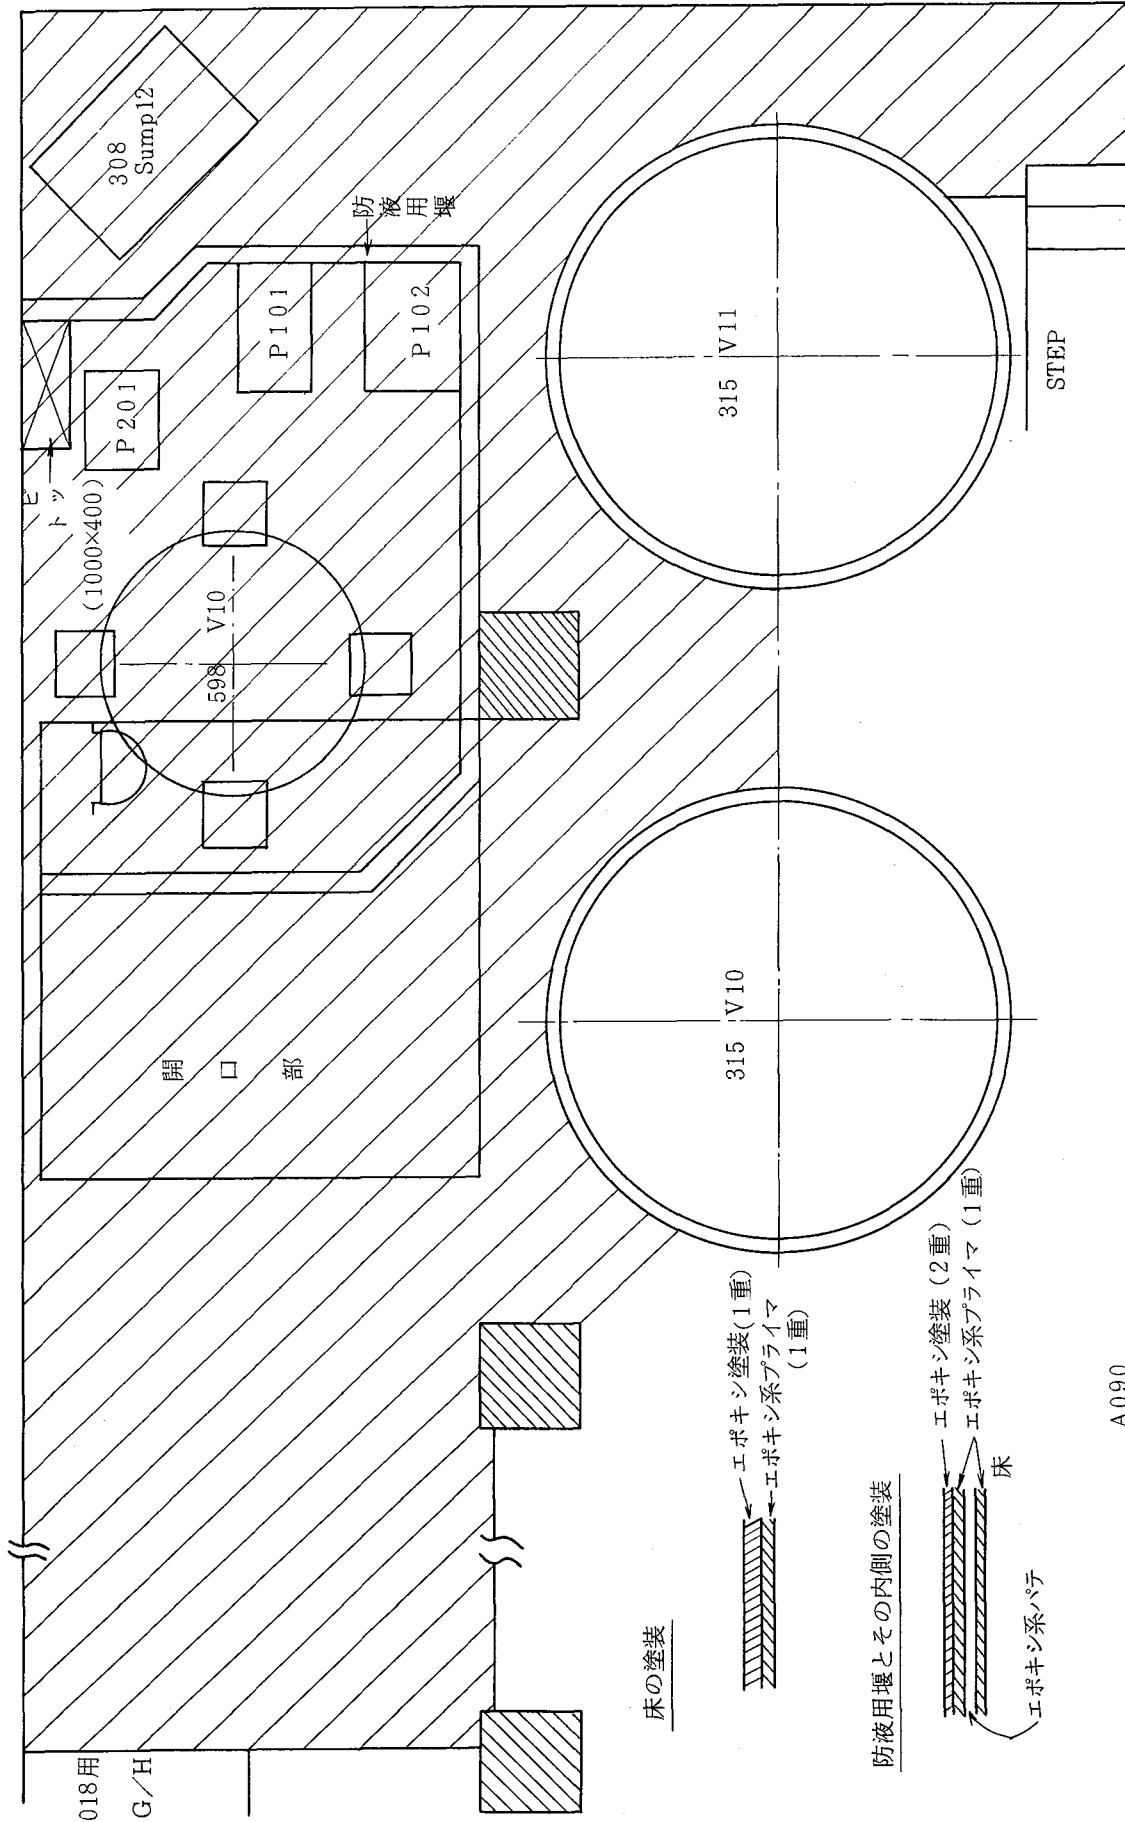 018用
G/H
開口部
598 V10
ピット
(1000×400)
P201
P101
P102
防液用堰
308
Sump12
315 V10
315 V11
STEP
床の塗装
エポキシ塗装(1重)
エポキシ系プライマ
(1重)
防液用堰とその内側の塗装
エポキシ塗装(2重)
エポキシ系プライマ(1重)
床
エポキシ系パテ
A090